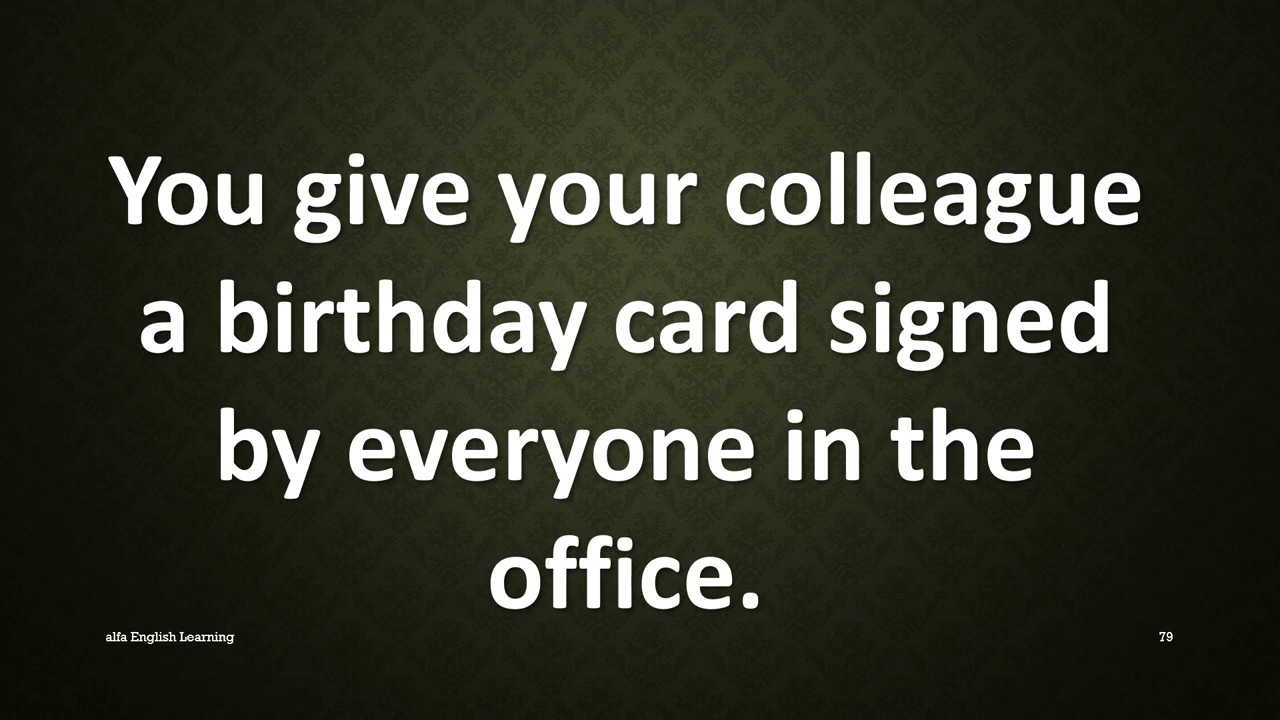 You give your colleague
a birthday card signed
by everyone in the
office.
alfa English Learning
79